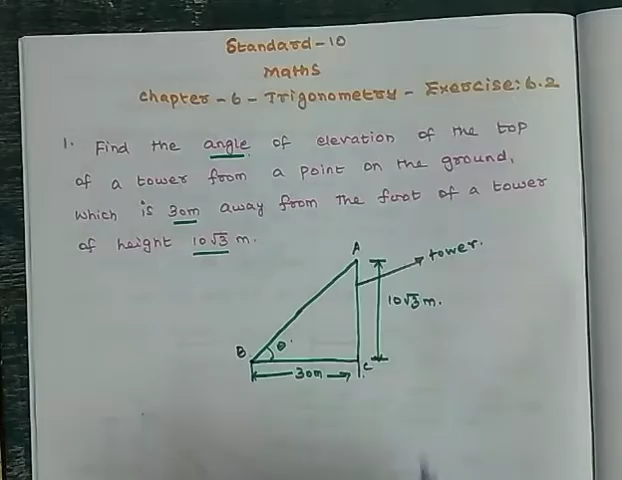 Standard-10
Maths
Chapter - 6 - Trigonometry - Exercise: 6.2
1. Find the angle of elevation of the top
of a tower from a point on the ground,
which is 30m away from the foot of a tower
of height 10√3 m.
A
tower.
10√3 m.
B
θ
C
30m